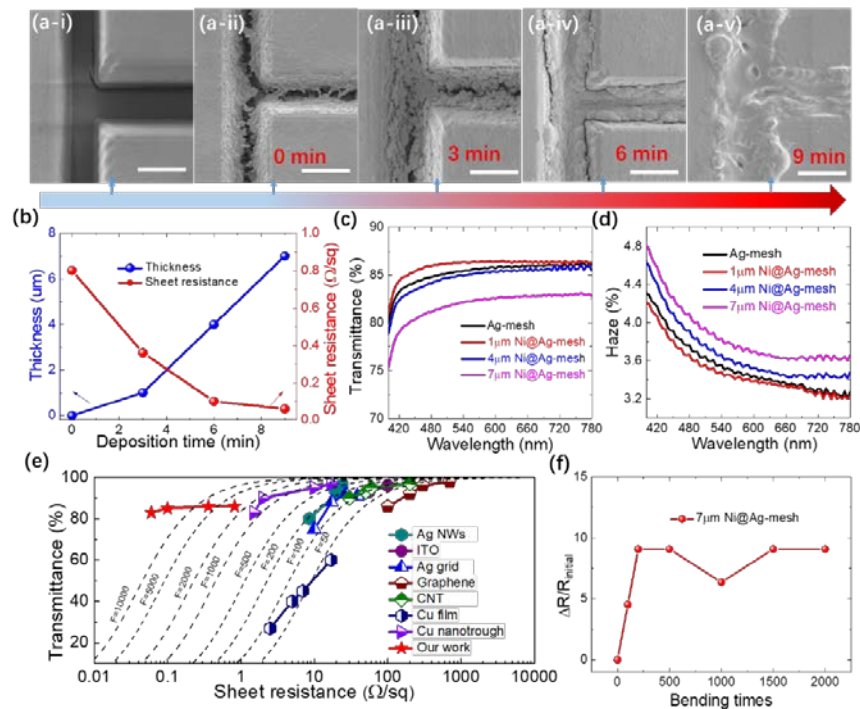 (a-i)
(a-ii)
(a-iii)
(a-iv)
(a-v)
0 min
3 min
6 min
9 min
(b)
8
6
4
2
0
Thickness (um)
Thickness
Sheet resistance
1.0
0.8
0.6
0.4
0.2
0.0
Sheet resistance (Ω/sq)
0 2 4 6 8
Deposition time (min)
(c)
90
85
80
75
70
Transmittance (%)
Ag-mesh
1μm Ni@Ag-mesh
4μm Ni@Ag-mesh
7μm Ni@Ag-mesh
420 480 540 600 660 720 780
Wavelength (nm)
(d)
4.8
4.4
4.0
3.6
3.2
Haze (%)
Ag-mesh
1μm Ni@Ag-mesh
4μm Ni@Ag-mesh
7μm Ni@Ag-mesh
420 480 540 600 660 720 780
Wavelength (nm)
(e)
100
80
60
40
20
Transmittance (%)
F=10000
F=5000
F=2000
F=1000
F=500
F=200
F=100
F=50
Ag NWs
ITO
Ag grid
Graphene
CNT
Cu film
Cu nanotrough
Our work
0.01 0.1 1 10 100 1000 10000
Sheet resistance (Ω/sq)
(f)
15
10
5
0
ΔR/Rinitial
7μm Ni@Ag-mesh
0 500 1000 1500 2000
Bending times